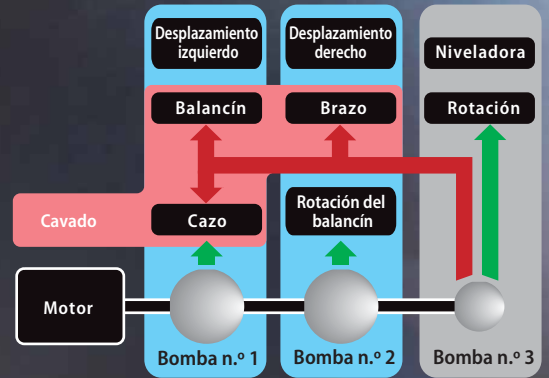 Desplazamiento
izquierdo
Desplazamiento
derecho
Niveladora
Balancín
Brazo
Rotación
Cavado
Cazo
Rotación del
balancín
Motor
Bomba n.º 1
Bomba n.º 2
Bomba n.º 3